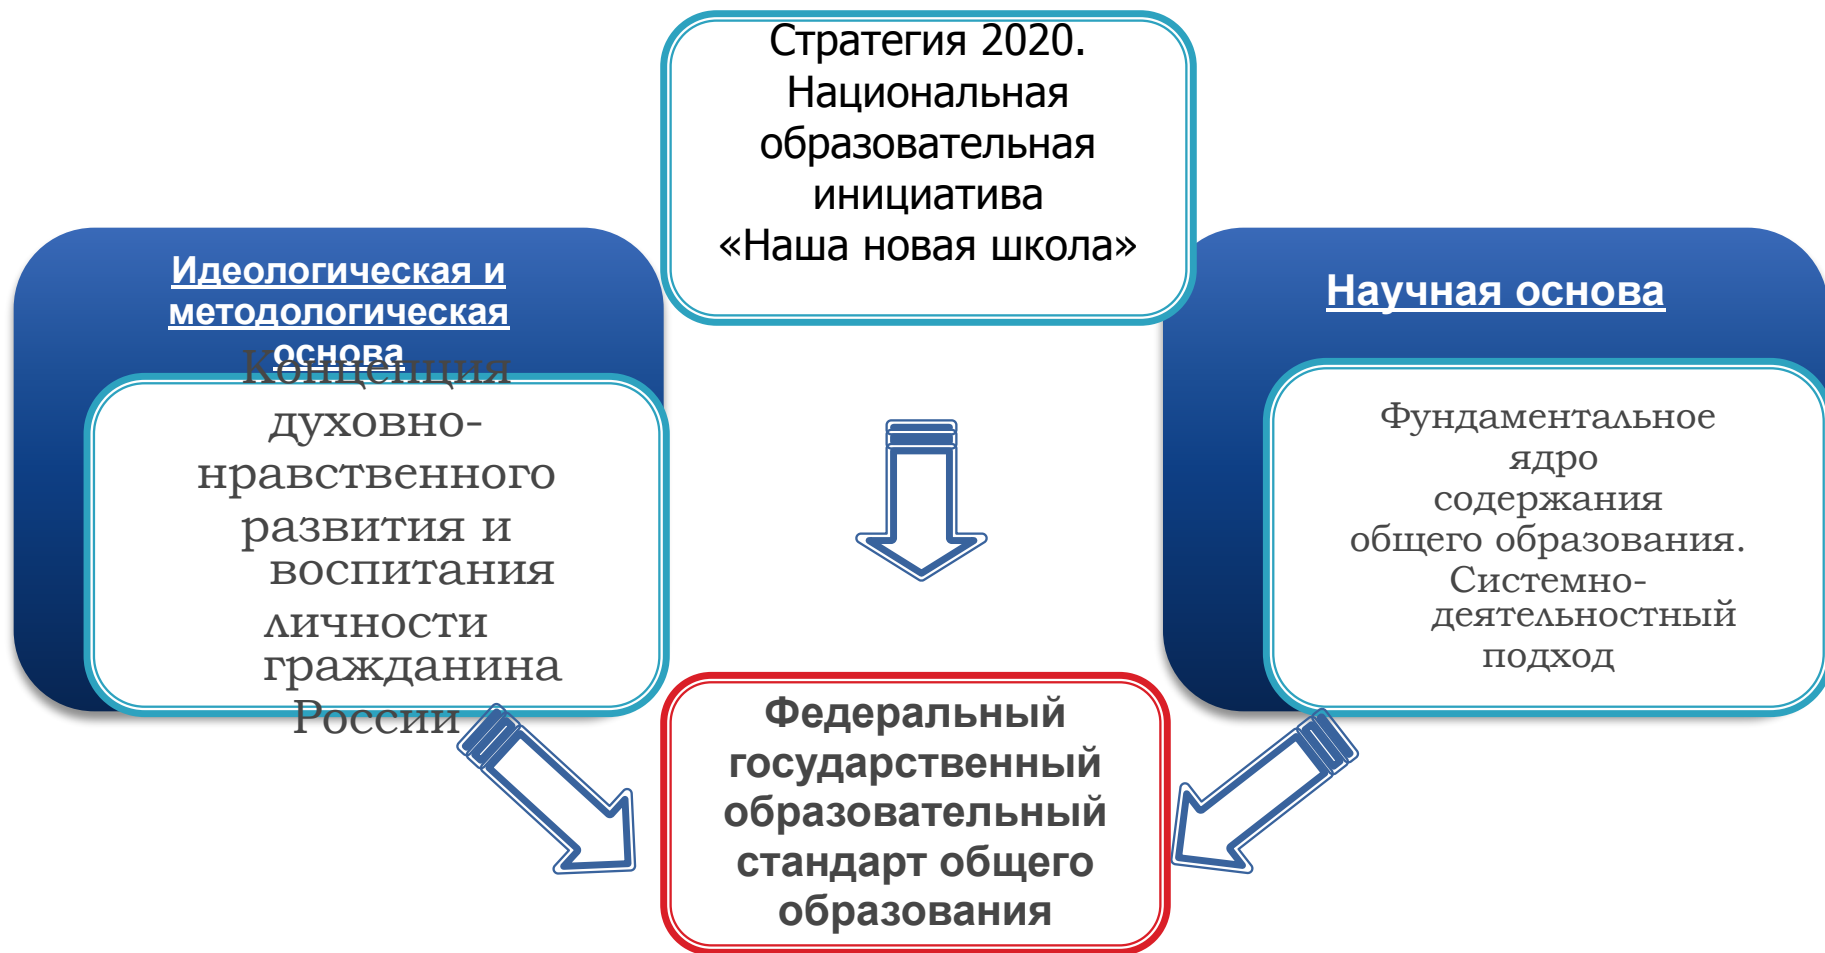 Стратегия 2020.
Национальная
образовательная
инициатива
«Наша новая школа»
Идеологическая и
методологическая
основа
Концепция
духовно-
нравственного
развития и
воспитания
личности
гражданина
России
Научная основа
Фундаментальное
ядро
содержания
общего образования.
Системно-
деятельностный
подход
Федеральный
государственный
образовательный
стандарт общего
образования